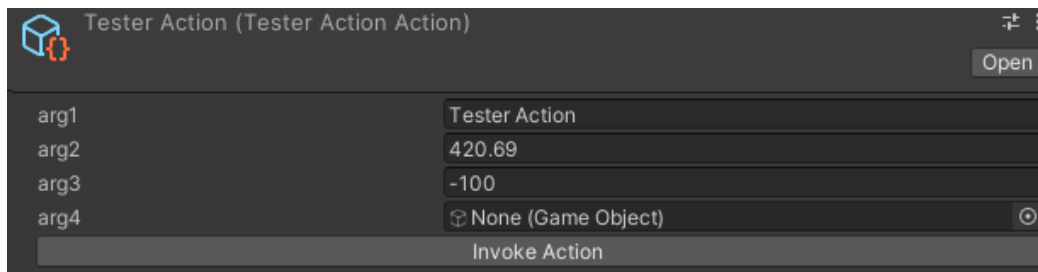 Tester Action (Tester Action Action)
Open
arg1 Tester Action
arg2 420.69
arg3 -100
arg4 None (Game Object)
Invoke Action